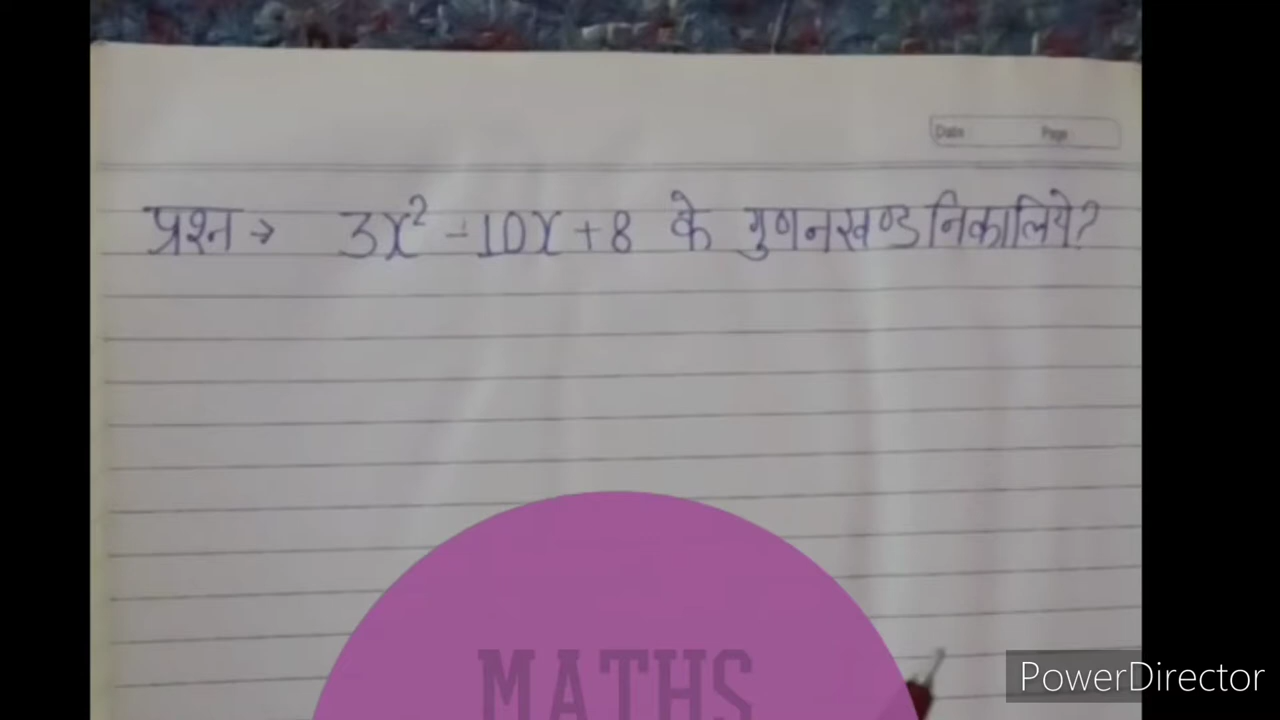 Date Page
प्रश्न → 3x² - 10x + 8 के गुणनखण्ड निकालिये?
MATHS
PowerDirector